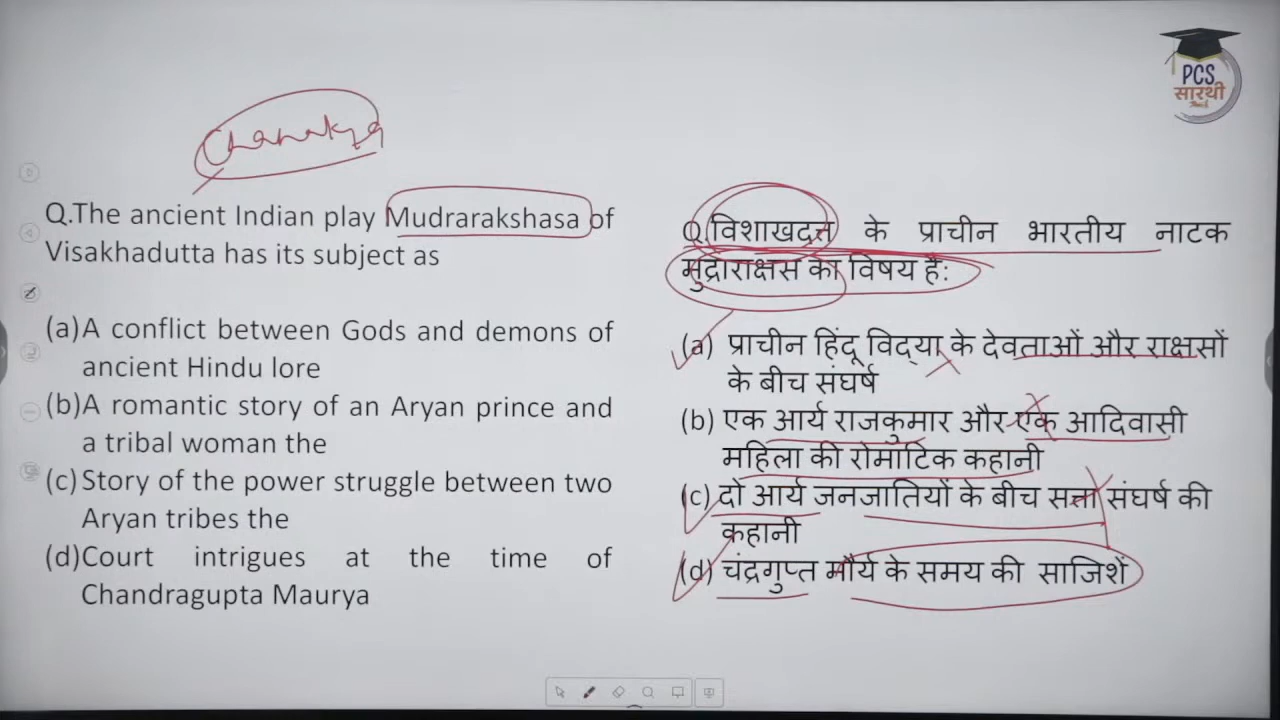 PCS
सारथी
Chanakya
Q.The ancient Indian play Mudrarakshasa of
Visakhadutta has its subject as
(a)A conflict between Gods and demons of
ancient Hindu lore
(b)A romantic story of an Aryan prince and
a tribal woman the
(c)Story of the power struggle between two
Aryan tribes the
(d)Court intrigues at the time of
Chandragupta Maurya
Q.विशाखदत्त के प्राचीन भारतीय नाटक
मुद्राराक्षस का विषय है:
(a) प्राचीन हिंदू विद्या के देवताओं और राक्षसों
के बीच संघर्ष
(b) एक आर्य राजकुमार और एक आदिवासी
महिला की रोमांटिक कहानी
(c) दो आर्य जनजातियों के बीच सत्ता संघर्ष की
कहानी
(d) चंद्रगुप्त मौर्य के समय की साजिशें